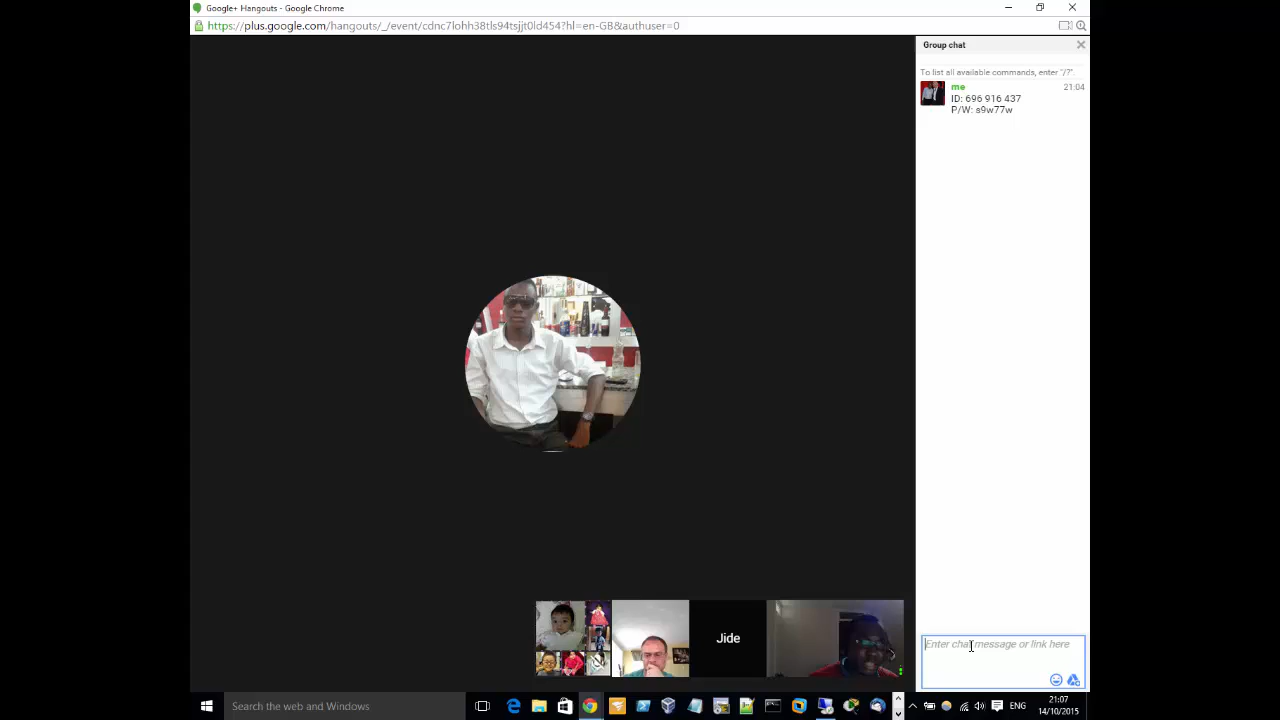 Google+ Hangouts - Google Chrome
https://plus.google.com/hangouts/_/event/cdnc7lohh38tls94tsjjt0ld454?hl=en-GB&authuser=0
Group chat
To list all available commands, enter "/?".
me 21:04
ID: 696 916 437
P/W: s9w77w
Jide
Enter chat message or link here
Search the web and Windows
ENG
21:07
14/10/2015